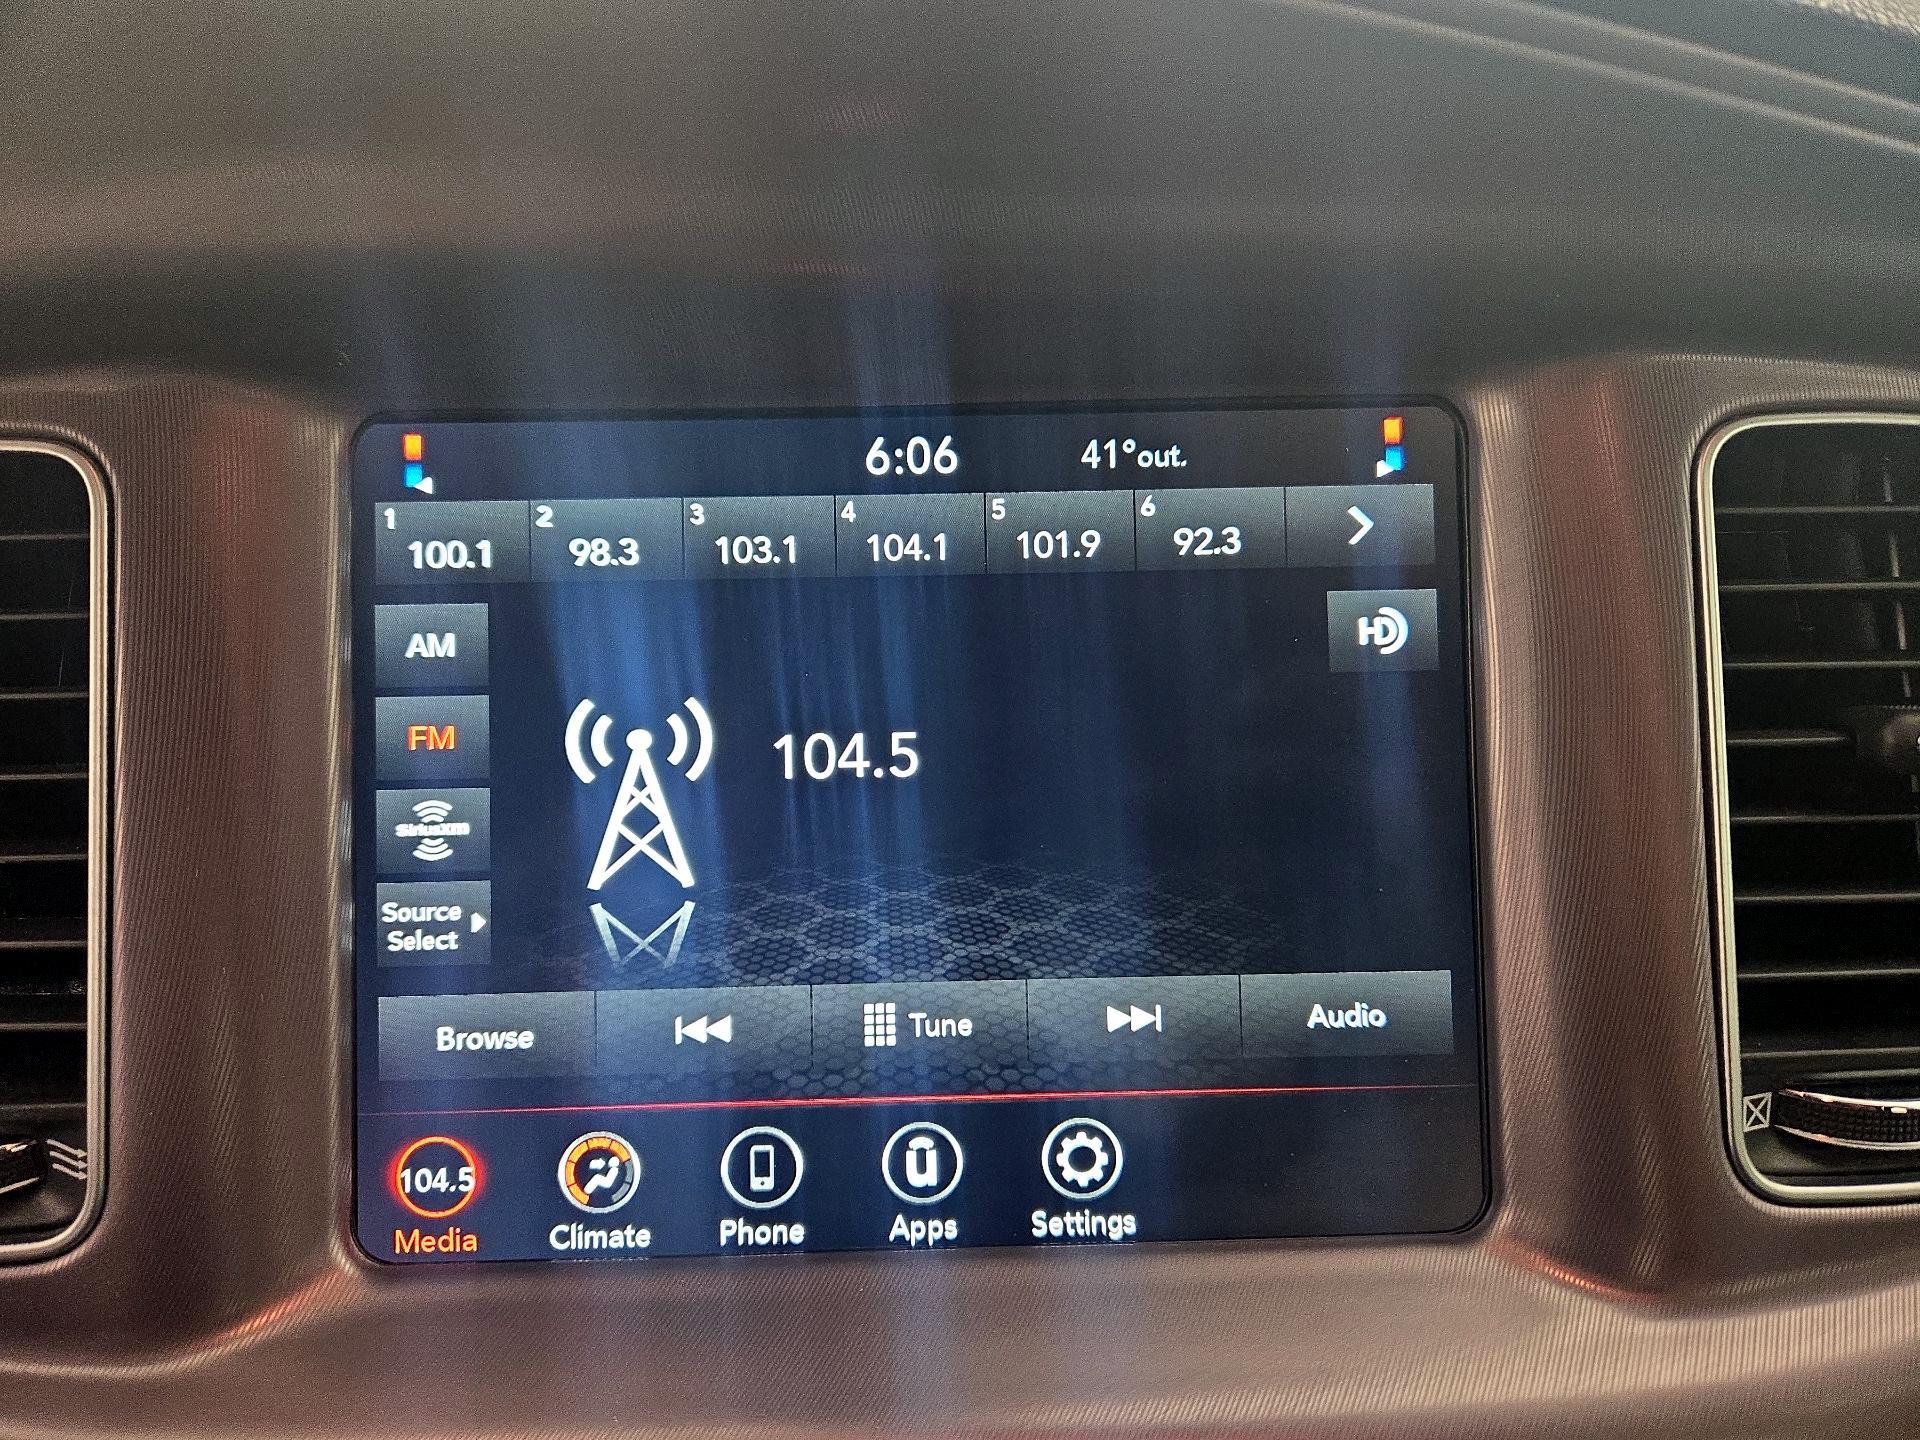 6:06 41°out.
1 2 3 4 5 6
100.1 98.3 103.1 104.1 101.9 92.3
AM
HD
FM
104.5
SiriusXM
Source
Select
Browse Tune Audio
104.5
Media Climate Phone Apps Settings